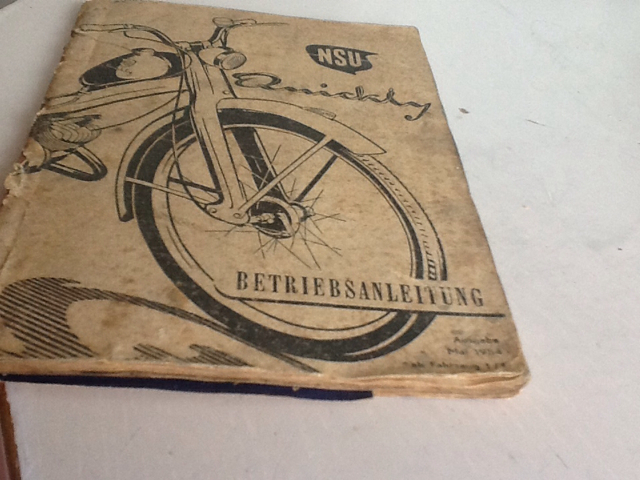 NSU
Quickly
BETRIEBSANLEITUNG
Ausgabe
Mai 1954